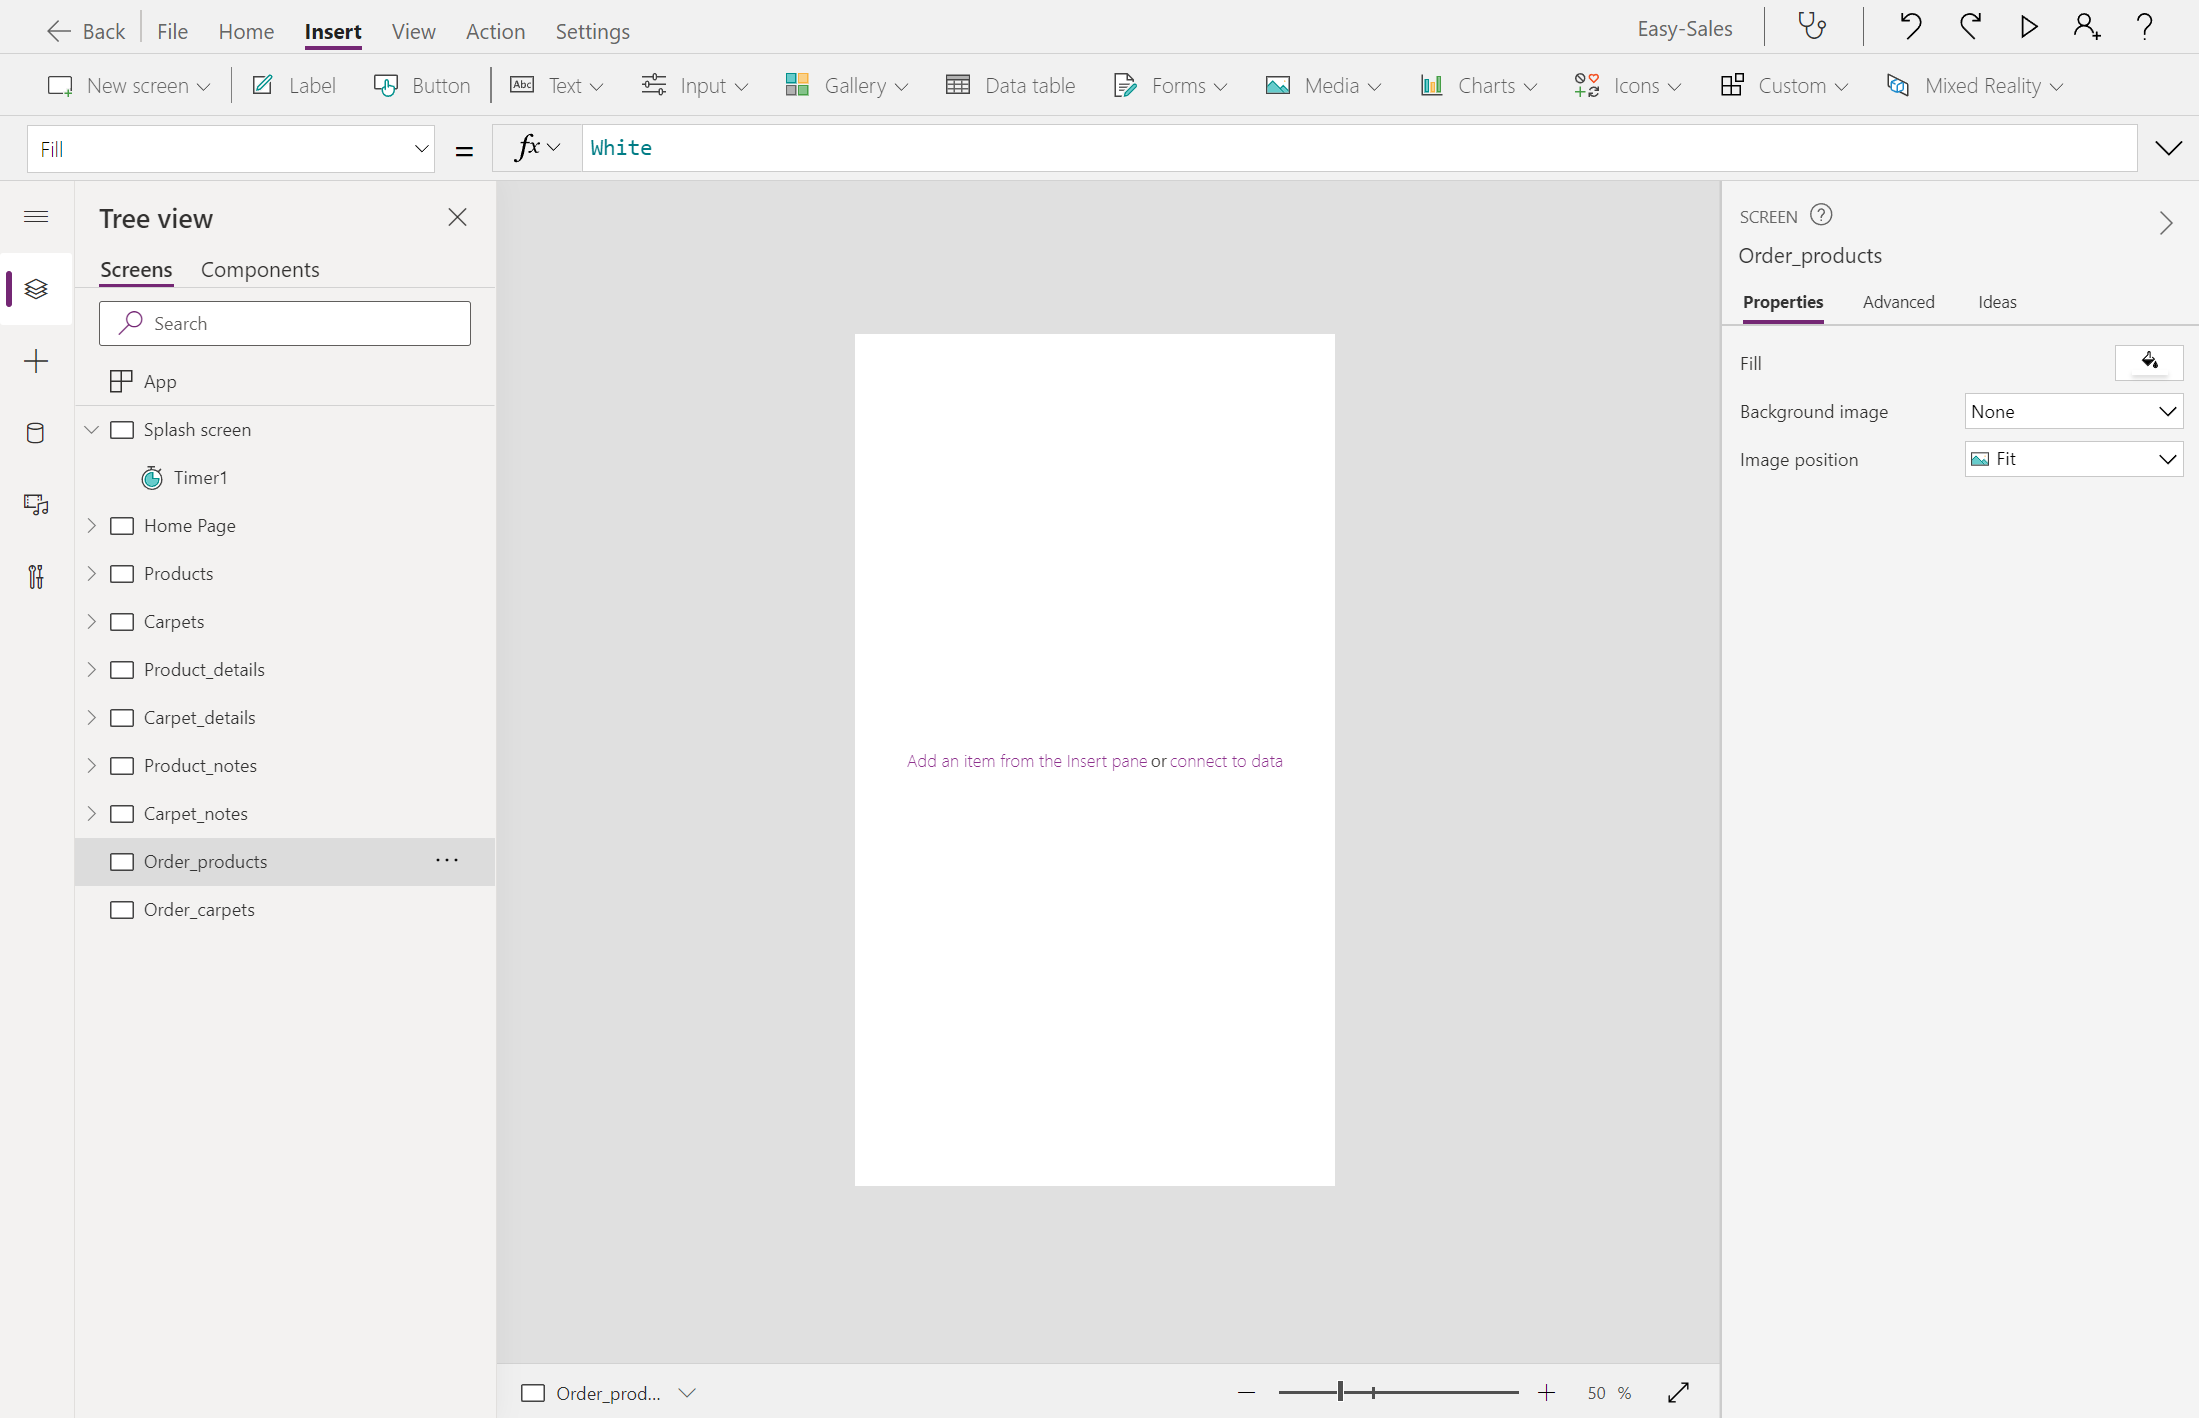 Back File Home Insert View Action Settings Easy-Sales
New screen Label Button Abc Text Input Gallery Data table Forms Media Charts Icons Custom Mixed Reality
Fill = fx White
Tree view
Screens Components
Search
App
Splash screen
Timer1
Home Page
Products
Carpets
Product_details
Carpet_details
Product_notes
Carpet_notes
Order_products ...
Order_carpets
Add an item from the Insert pane or connect to data
Order_prod... 50 %
SCREEN ?
Order_products
Properties Advanced Ideas
Fill
Background image None
Image position Fit